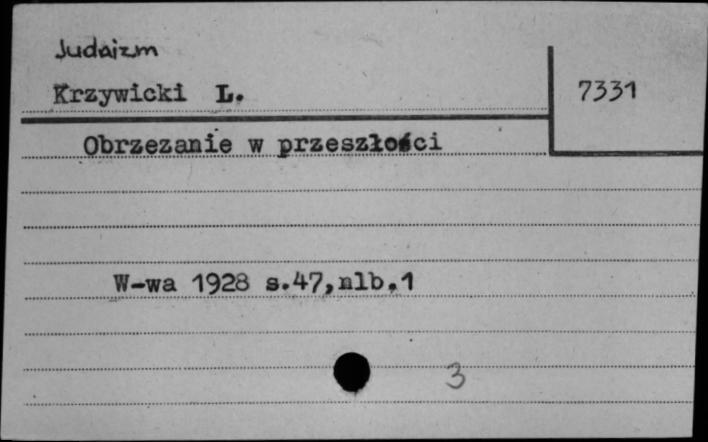 Judaizm
Krzywicki L.
7331
Obrzezanie w przeszłości
W-wa 1928 s.47,nlb.1
3